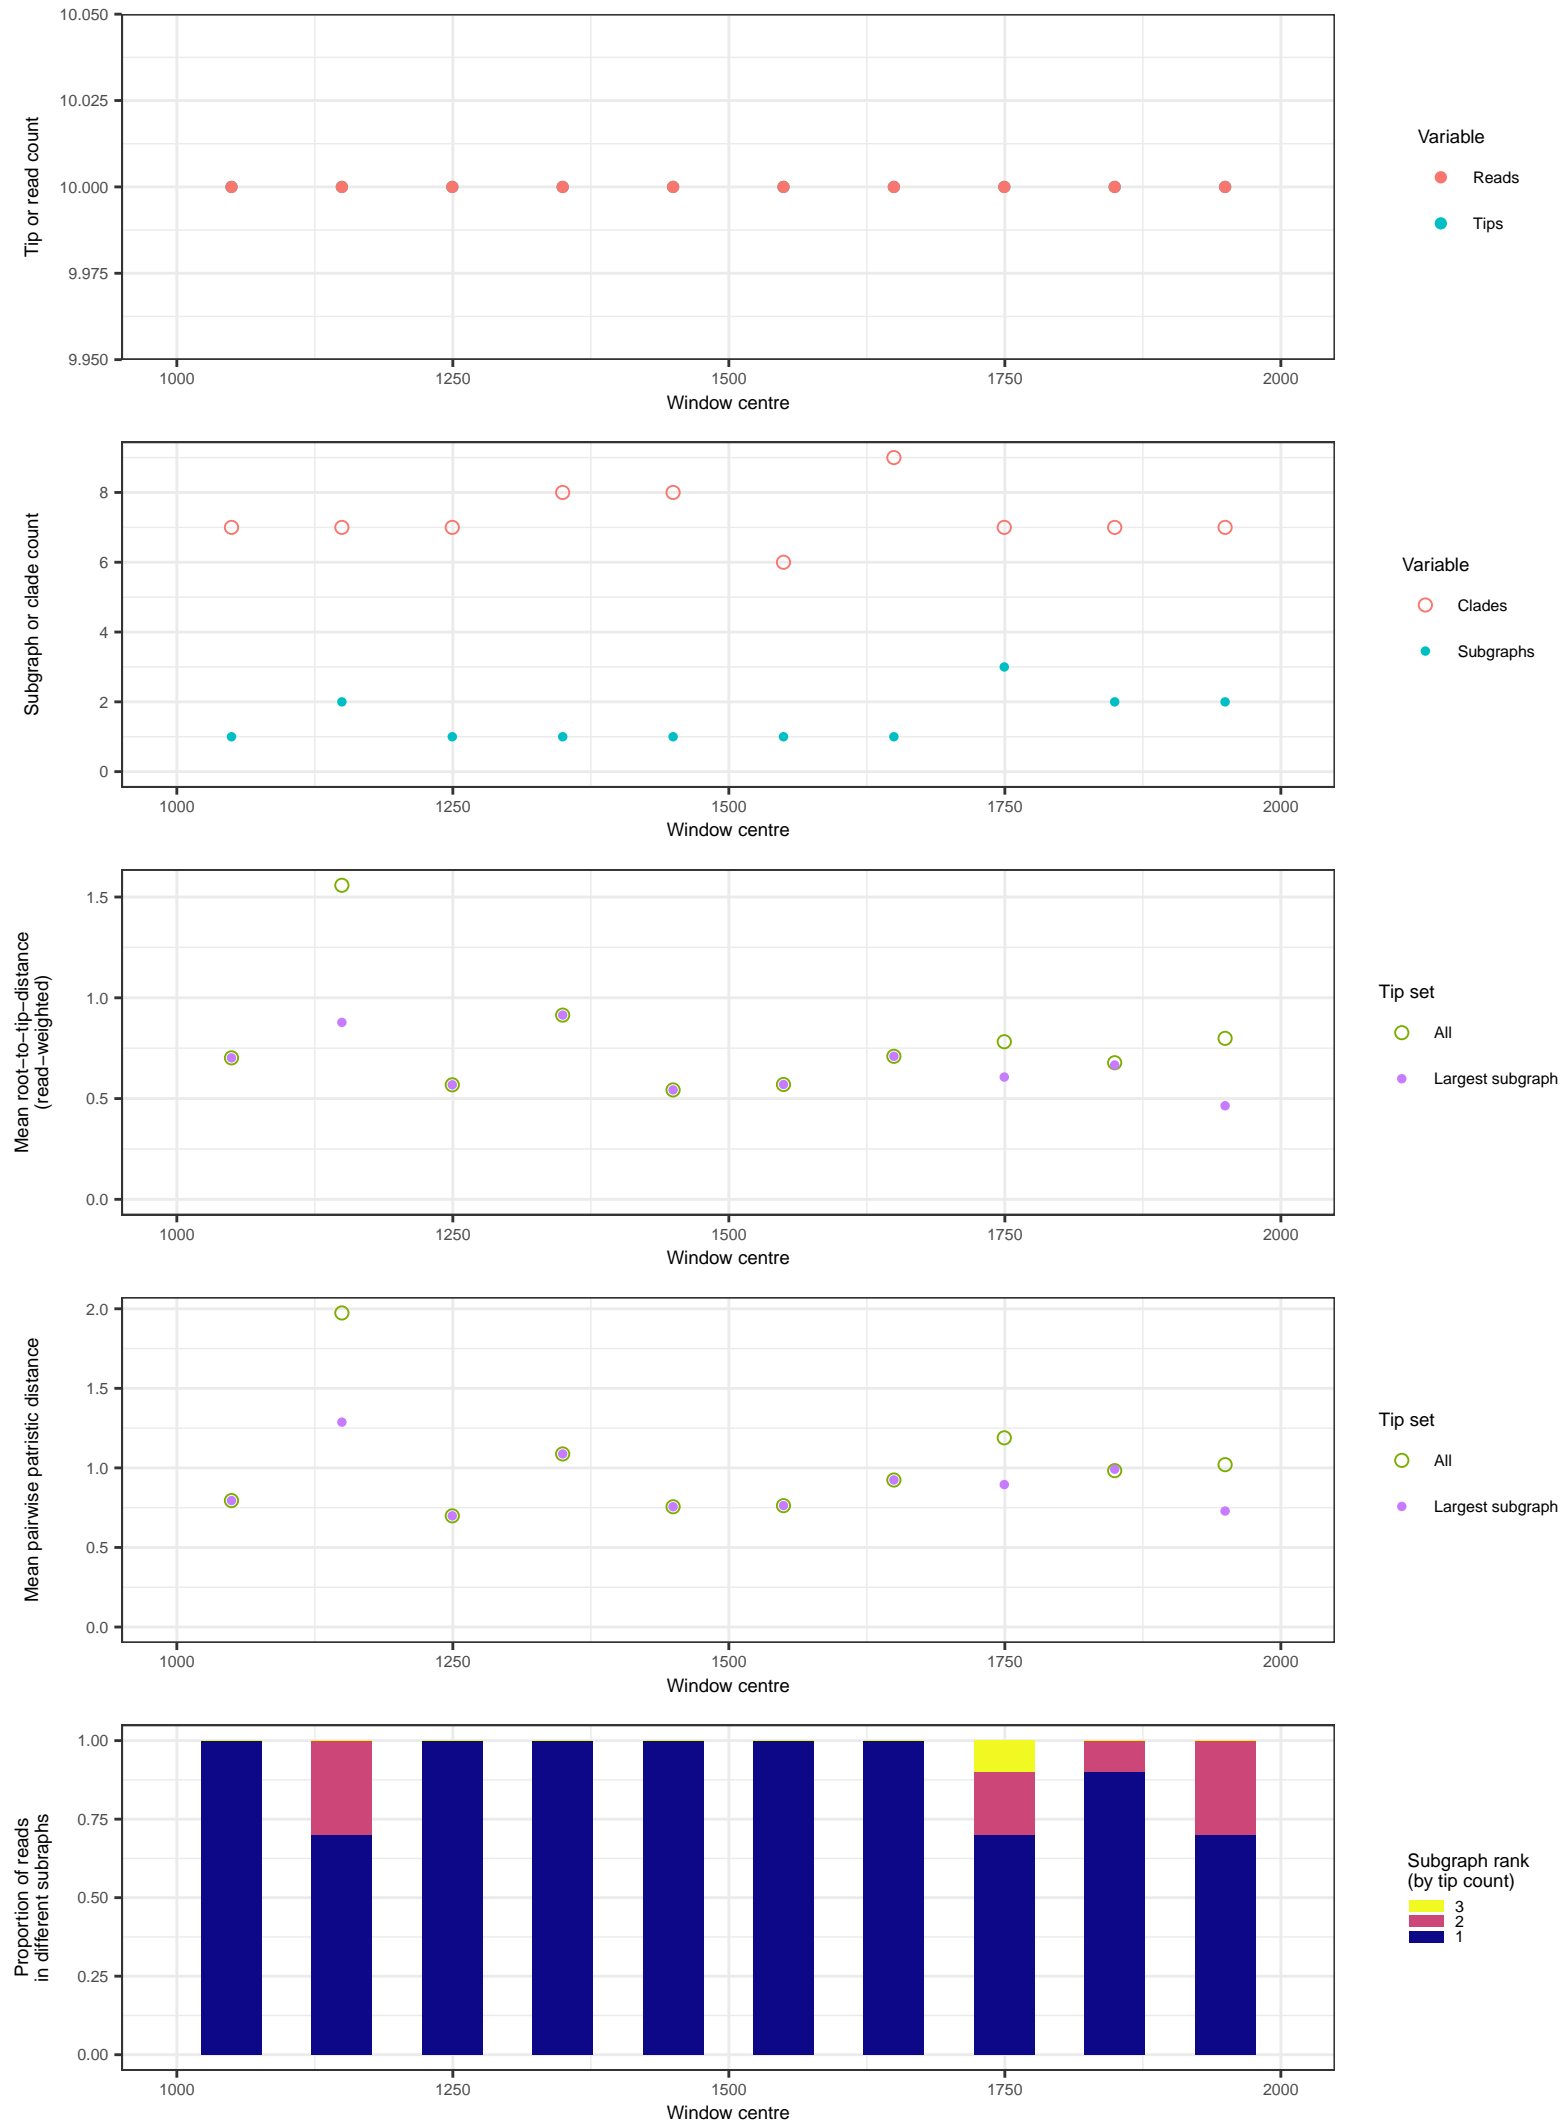 10.050
10.025
10.000
9.975
9.950
Tip or read count
1000 1250 1500 1750 2000
Window centre
Variable
Reads
Tips
8
6
4
2
0
Subgraph or clade count
1000 1250 1500 1750 2000
Window centre
Variable
Clades
Subgraphs
1.5
1.0
0.5
0.0
Mean root−to−tip−distance
(read−weighted)
1000 1250 1500 1750 2000
Window centre
Tip set
All
Largest subgraph
2.0
1.5
1.0
0.5
0.0
Mean pairwise patristic distance
1000 1250 1500 1750 2000
Window centre
Tip set
All
Largest subgraph
1.00
0.75
0.50
0.25
0.00
Proportion of reads
in different subraphs
1000 1250 1500 1750 2000
Window centre
Subgraph rank
(by tip count)
3
2
1